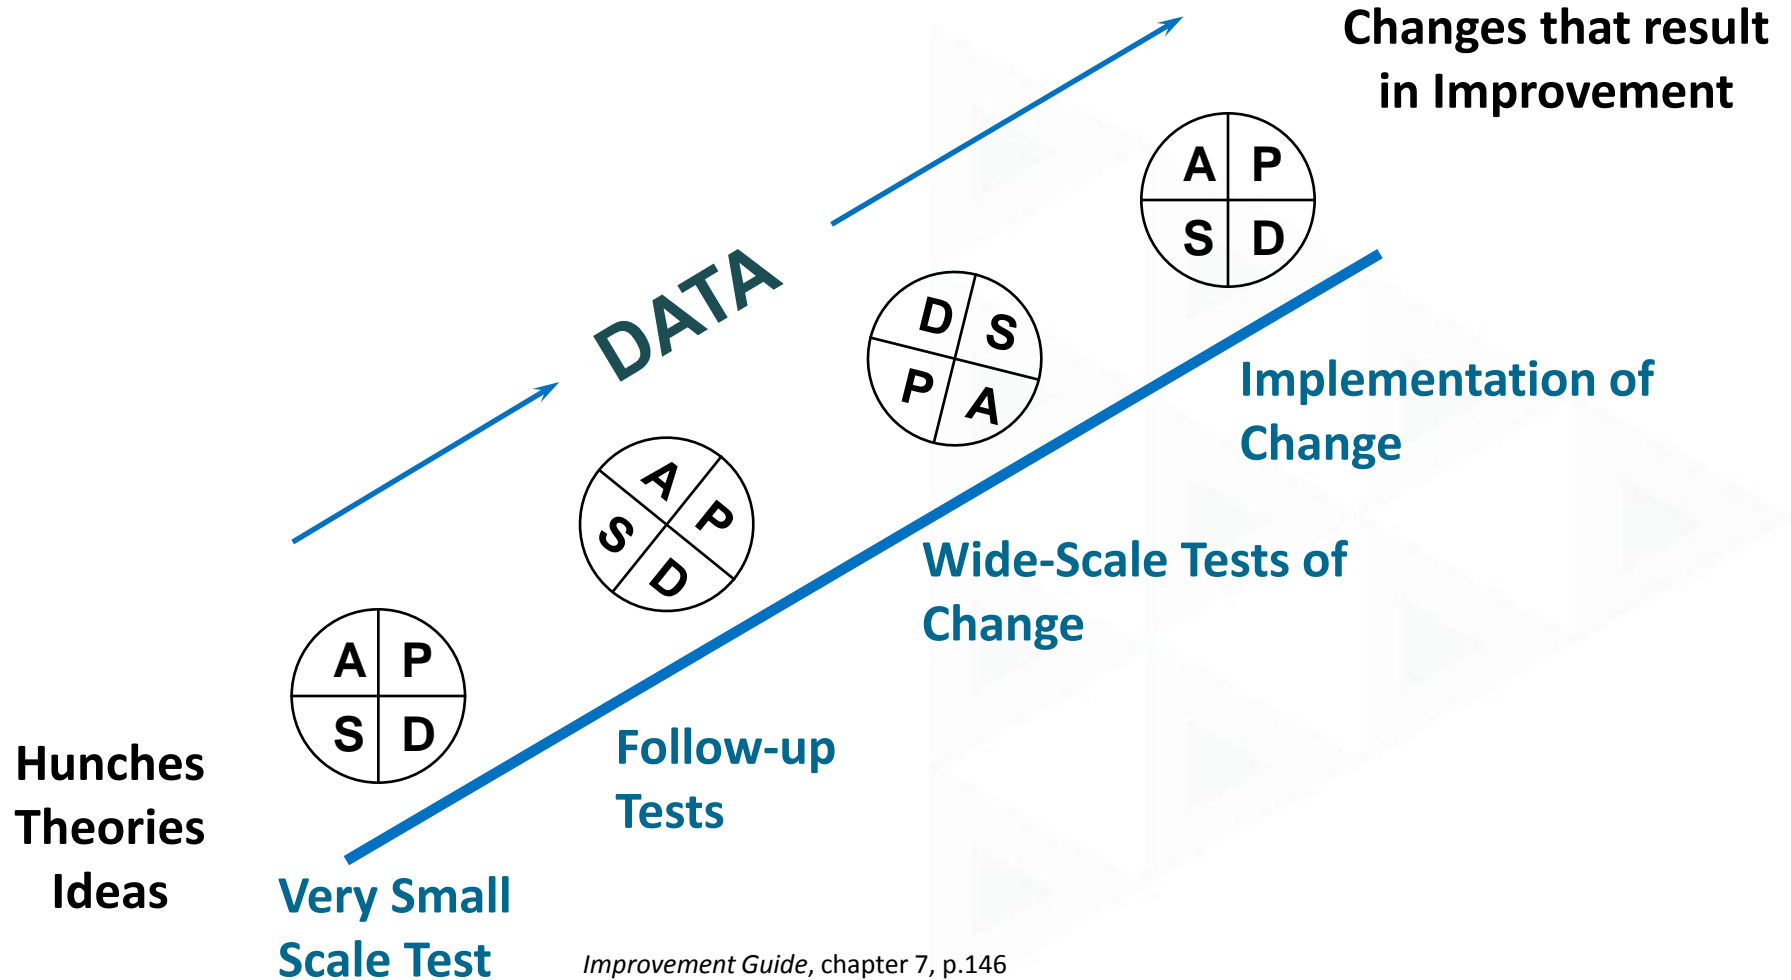 Changes that result
in Improvement
A P
S D
DATA
D S
P A
Implementation of
Change
A P
S D
Wide-Scale Tests of
Change
A P
S D
Follow-up
Tests
Hunches
Theories
Ideas
Very Small
Scale Test
Improvement Guide, chapter 7, p.146